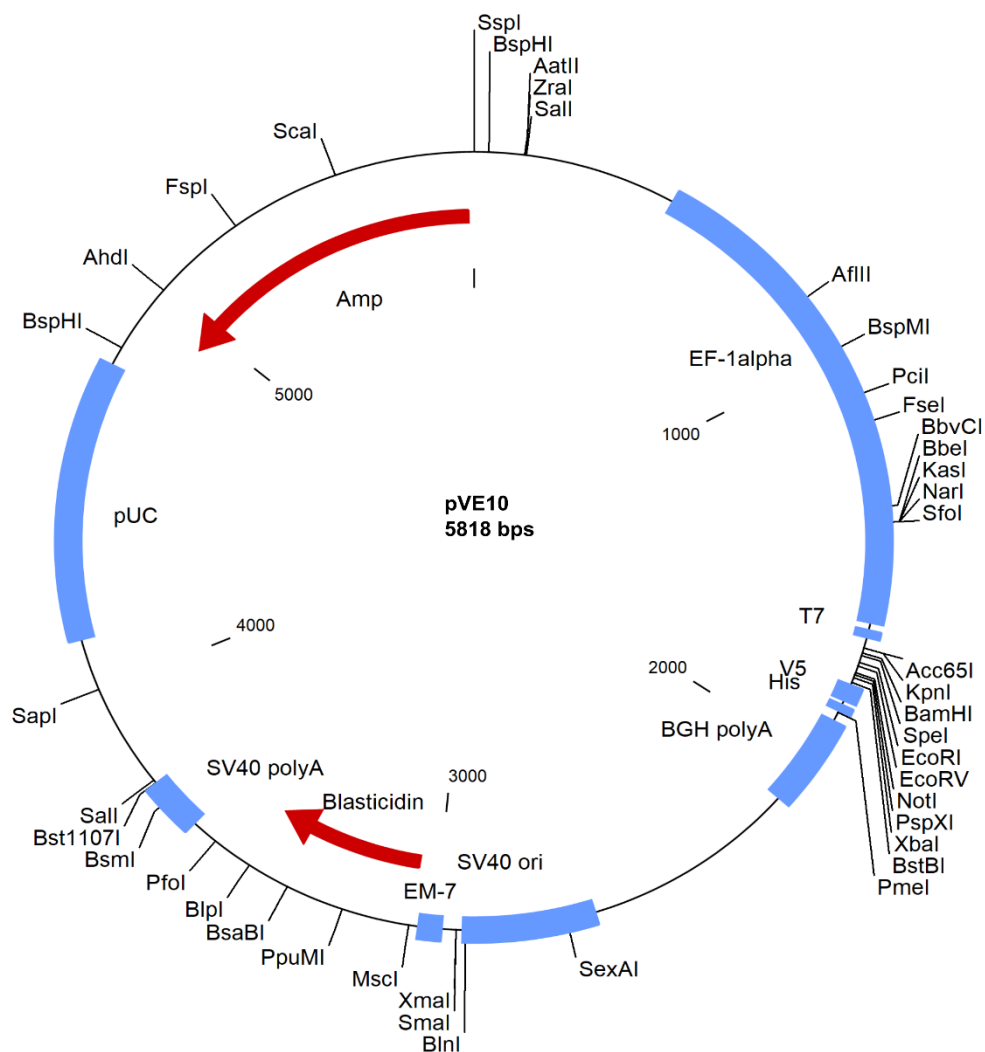 SspI
BspHI
AatII
ZraI
SalI
ScaI
FspI
AhdI
BspHI
Amp
5000
EF-1alpha
1000
AflII
BspMI
PciI
FseI
BbvCI
BbeI
KasI
NarI
SfoI
pUC
pVE10
5818 bps
4000
2000
T7
V5
His
BGH polyA
Acc65I
KpnI
BamHI
SpeI
EcoRI
EcoRV
NotI
PspXI
XbaI
BstBI
PmeI
SapI
SV40 polyA
3000
Blasticidin
SV40 ori
EM-7
SalI
Bst1107I
BsmI
PfoI
BlpI
BsaBI
PpuMI
MscI
XmaI
SmaI
BlnI
SexAI